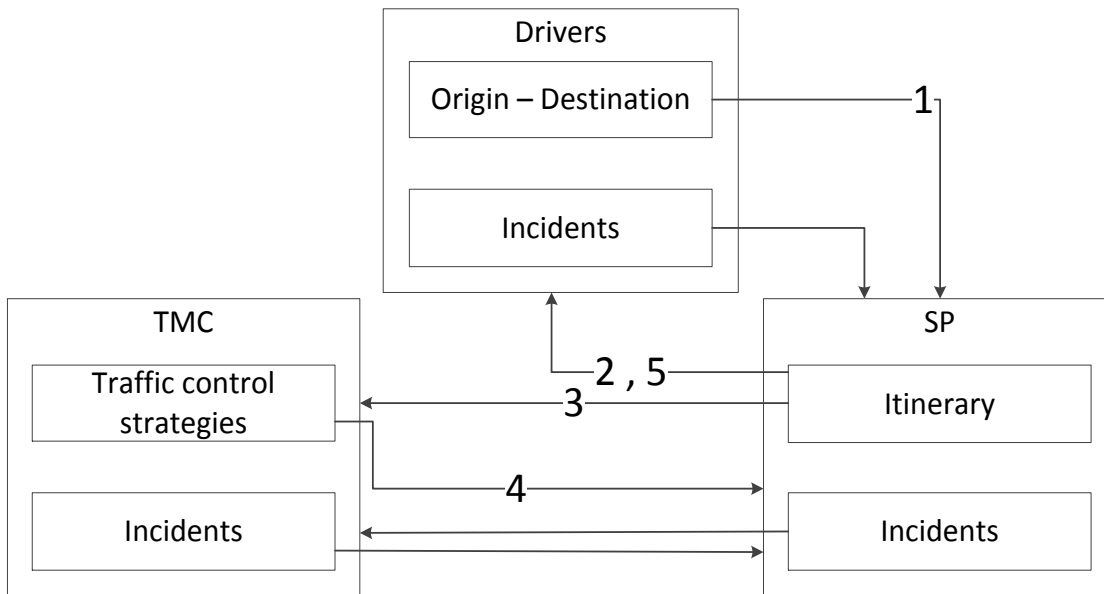 Drivers
Origin – Destination
1
Incidents
TMC
SP
Traffic control
strategies
2 , 5
3
Itinerary
4
Incidents
Incidents